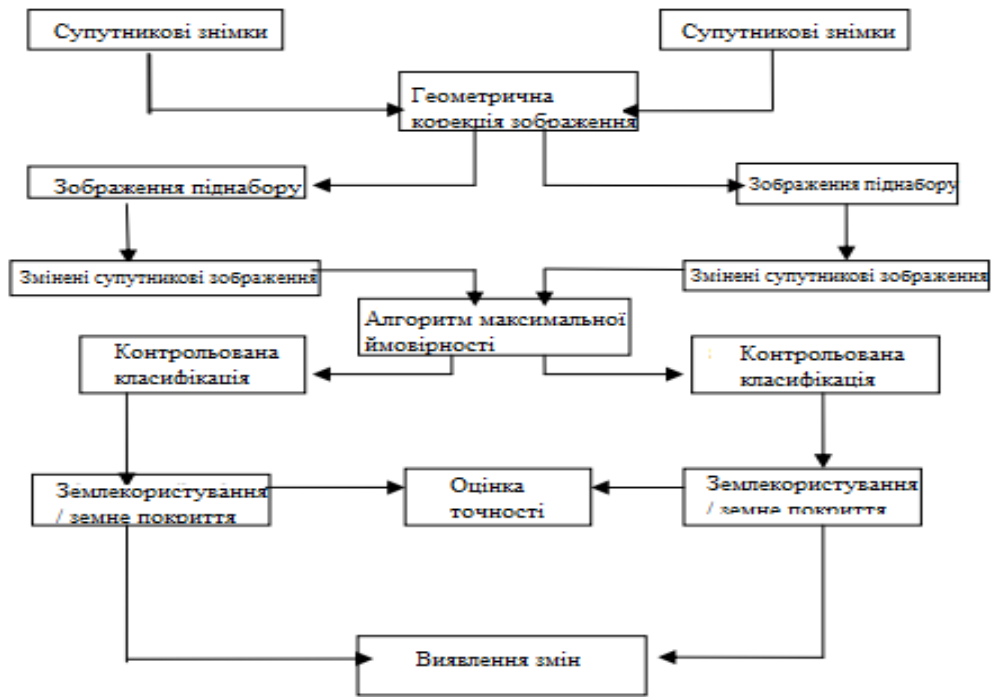 Супутникові знімки
Супутникові знімки
Геометрична
корекція зображення
Зображення піднабору
Зображення піднабору
Змінені супутникові зображення
Змінені супутникові зображення
Алгоритм максимальної
ймовірності
Контрольована
класифікація
Контрольована
класифікація
Землекористування
/ земне покриття
Оцінка
точності
Землекористування
/ земне покриття
Виявлення змін